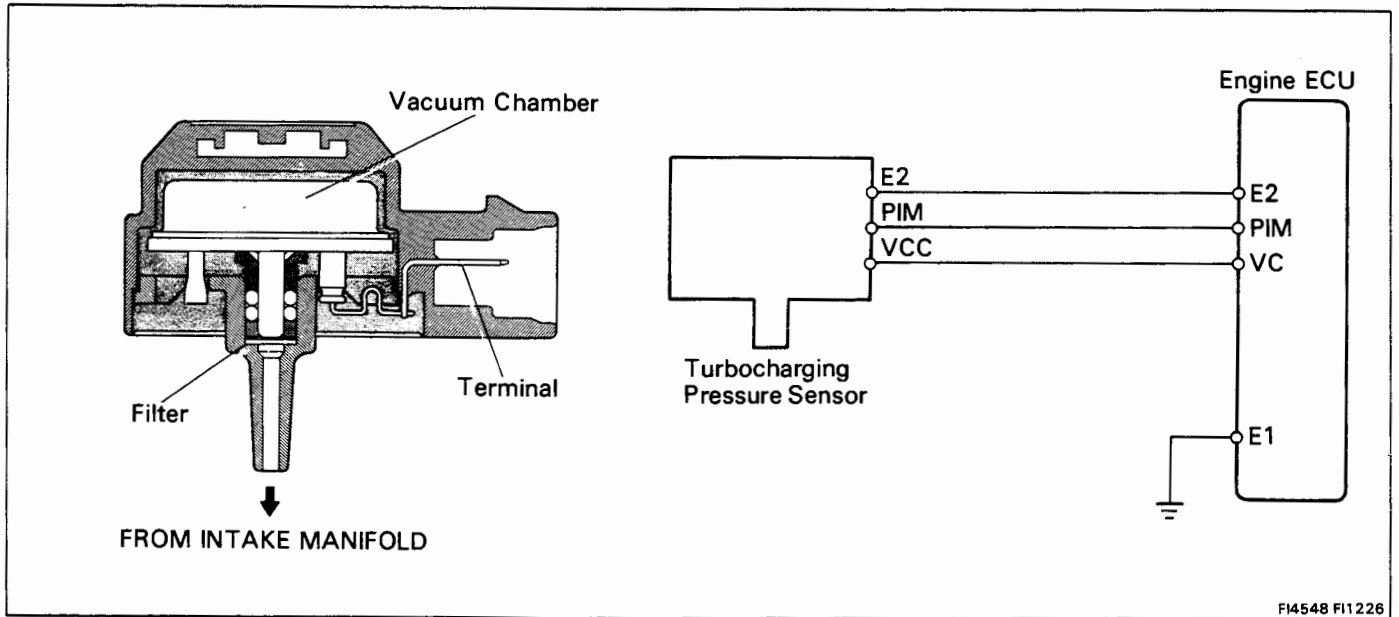 Vacuum Chamber
Filter
Terminal
FROM INTAKE MANIFOLD
E2
PIM
VCC
Turbocharging
Pressure Sensor
Engine ECU
E2
PIM
VC
E1
FI4548 FI1226